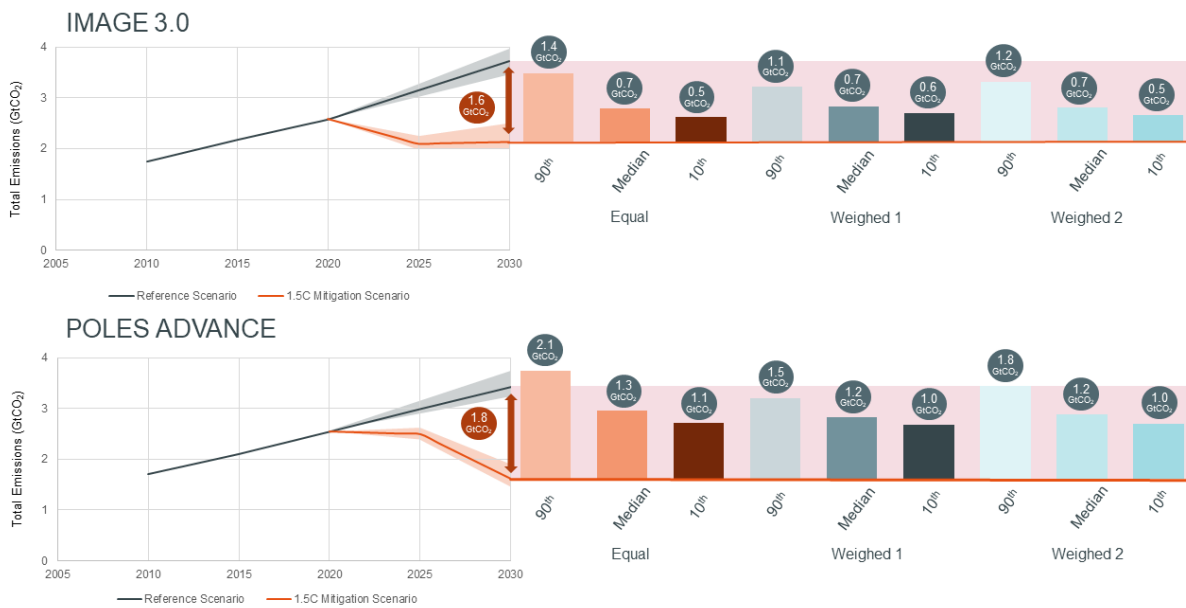 IMAGE 3.0
Total Emissions (GtCO2)
4
3
2
1
0
2005 2010 2015 2020 2025 2030
Reference Scenario 1.5C Mitigation Scenario
1.6 GtCO2
1.4 GtCO2
0.7 GtCO2
0.5 GtCO2
1.1 GtCO2
0.7 GtCO2
0.6 GtCO2
1.2 GtCO2
0.7 GtCO2
0.5 GtCO2
90th Median 10th 90th Median 10th 90th Median 10th
Equal Weighed 1 Weighed 2
POLES ADVANCE
Total Emissions (GtCO2)
4
3
2
1
0
2005 2010 2015 2020 2025 2030
Reference Scenario 1.5C Mitigation Scenario
1.8 GtCO2
2.1 GtCO2
1.3 GtCO2
1.1 GtCO2
1.5 GtCO2
1.2 GtCO2
1.0 GtCO2
1.8 GtCO2
1.2 GtCO2
1.0 GtCO2
90th Median 10th 90th Median 10th 90th Median 10th
Equal Weighed 1 Weighed 2